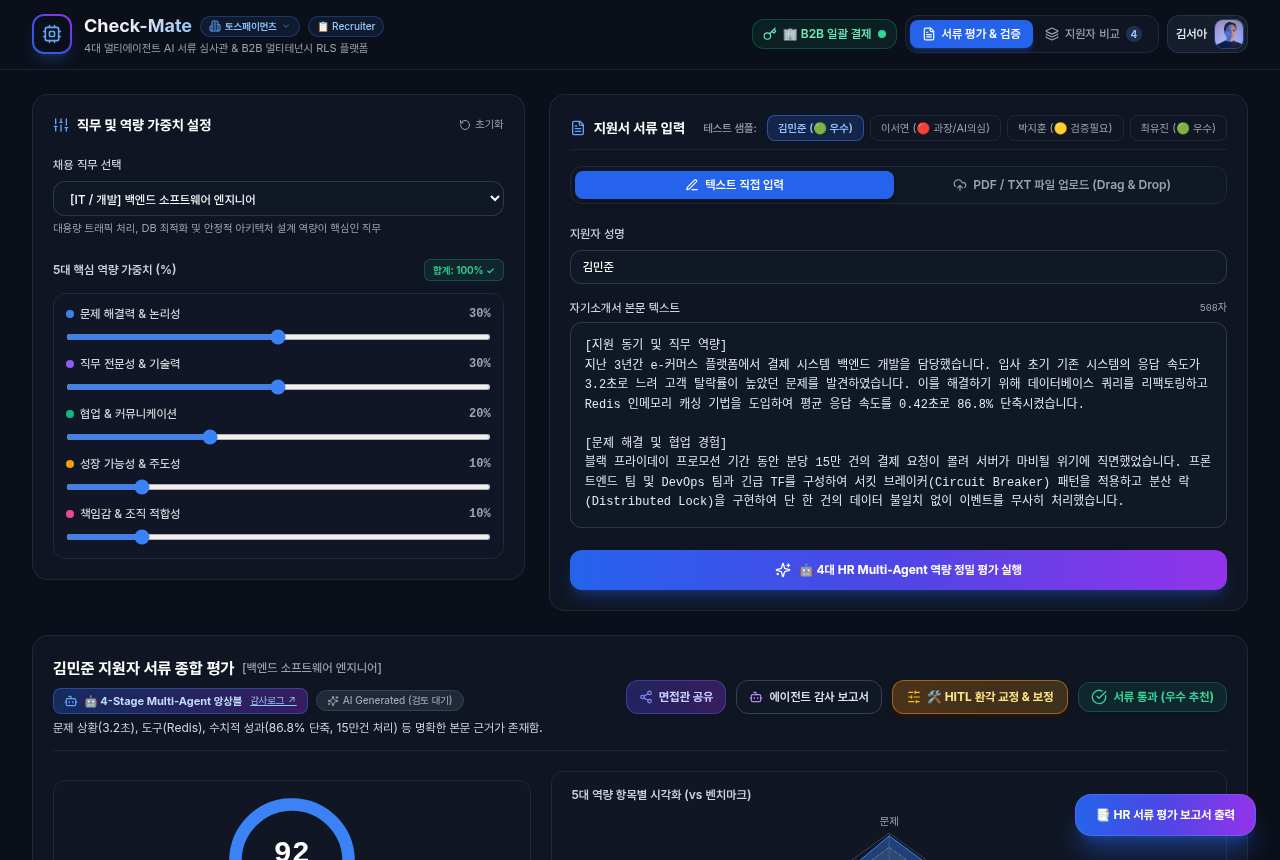 Check-Mate
토스페이먼츠
📋 Recruiter
4대 멀티에이전트 AI 서류 심사관 & B2B 멀티테넌시 RLS 플랫폼
🏢 B2B 일괄 결제
서류 평가 & 검증
지원자 비교 4
김서아
직무 및 역량 가중치 설정
초기화
채용 직무 선택
[IT / 개발] 백엔드 소프트웨어 엔지니어
대용량 트래픽 처리, DB 최적화 및 안정적 아키텍처 설계 역량이 핵심인 직무
5대 핵심 역량 가중치 (%)
합계: 100% ✓
문제 해결력 & 논리성 30%
직무 전문성 & 기술력 30%
협업 & 커뮤니케이션 20%
성장 가능성 & 주도성 10%
책임감 & 조직 적합성 10%
지원서 서류 입력
테스트 샘플:
김민준 (🟢 우수)
이서연 (🔴 과장/AI의심)
박지훈 (🟡 검증필요)
최유진 (🟢 우수)
텍스트 직접 입력
PDF / TXT 파일 업로드 (Drag & Drop)
지원자 성명
김민준
자기소개서 본문 텍스트
508자
[지원 동기 및 직무 역량]
지난 3년간 e-커머스 플랫폼에서 결제 시스템 백엔드 개발을 담당했습니다. 입사 초기 기존 시스템의 응답 속도가
3.2초로 느려 고객 탈락률이 높았던 문제를 발견하였습니다. 이를 해결하기 위해 데이터베이스 쿼리를 리팩토링하고
Redis 인메모리 캐싱 기법을 도입하여 평균 응답 속도를 0.42초로 86.8% 단축시켰습니다.
[문제 해결 및 협업 경험]
블랙 프라이데이 프로모션 기간 동안 분당 15만 건의 결제 요청이 몰려 서버가 마비될 위기에 직면했었습니다. 프론
트엔드 팀 및 DevOps 팀과 긴급 TF를 구성하여 서킷 브레이커(Circuit Breaker) 패턴을 적용하고 분산 락
(Distributed Lock)을 구현하여 단 한 건의 데이터 불일치 없이 이벤트를 무사히 처리했습니다.
🤖 4대 HR Multi-Agent 역량 정밀 평가 실행
김민준 지원자 서류 종합 평가 [백엔드 소프트웨어 엔지니어]
🤖 4-Stage Multi-Agent 앙상블 감사로그 ↗
AI Generated (검토 대기)
문제 상황(3.2초), 도구(Redis), 수치적 성과(86.8% 단축, 15만건 처리) 등 명확한 본문 근거가 존재함.
면접관 공유
에이전트 감사 보고서
🛠️ HITL 환각 교정 & 보정
서류 통과 (우수 추천)
92
5대 역량 항목별 시각화 (vs 벤치마크)
문제
📑 HR 서류 평가 보고서 출력